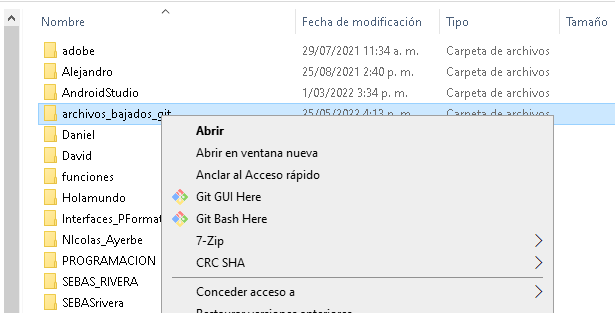 Nombre Fecha de modificación Tipo Tamaño
adobe 29/07/2021 11:34 a. m. Carpeta de archivos
Alejandro 25/08/2021 2:40 p. m. Carpeta de archivos
AndroidStudio 1/03/2022 3:34 p. m. Carpeta de archivos
archivos_bajados_git 25/05/2022 4:13 p. m. Carpeta de archivos
Daniel
David
funciones
Holamundo
Interfaces_PFormat
NIcolas_Ayerbe
PROGRAMACION
SEBAS_RIVERA
SEBASrivera
Abrir
Abrir en ventana nueva
Anclar al Acceso rápido
Git GUI Here
Git Bash Here
7-Zip
CRC SHA
Conceder acceso a
Restaurar versiones anteriores